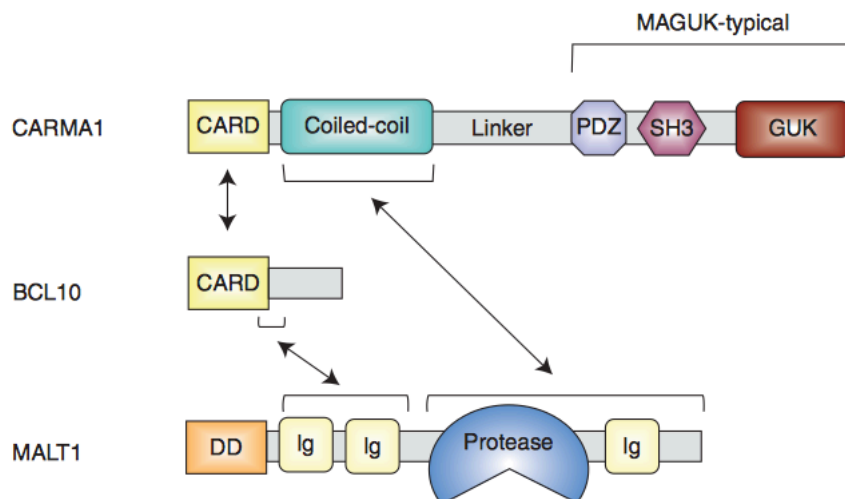 MAGUK-typical
CARMA1 CARD Coiled-coil Linker PDZ SH3 GUK
BCL10 CARD
MALT1 DD Ig Ig Protease Ig